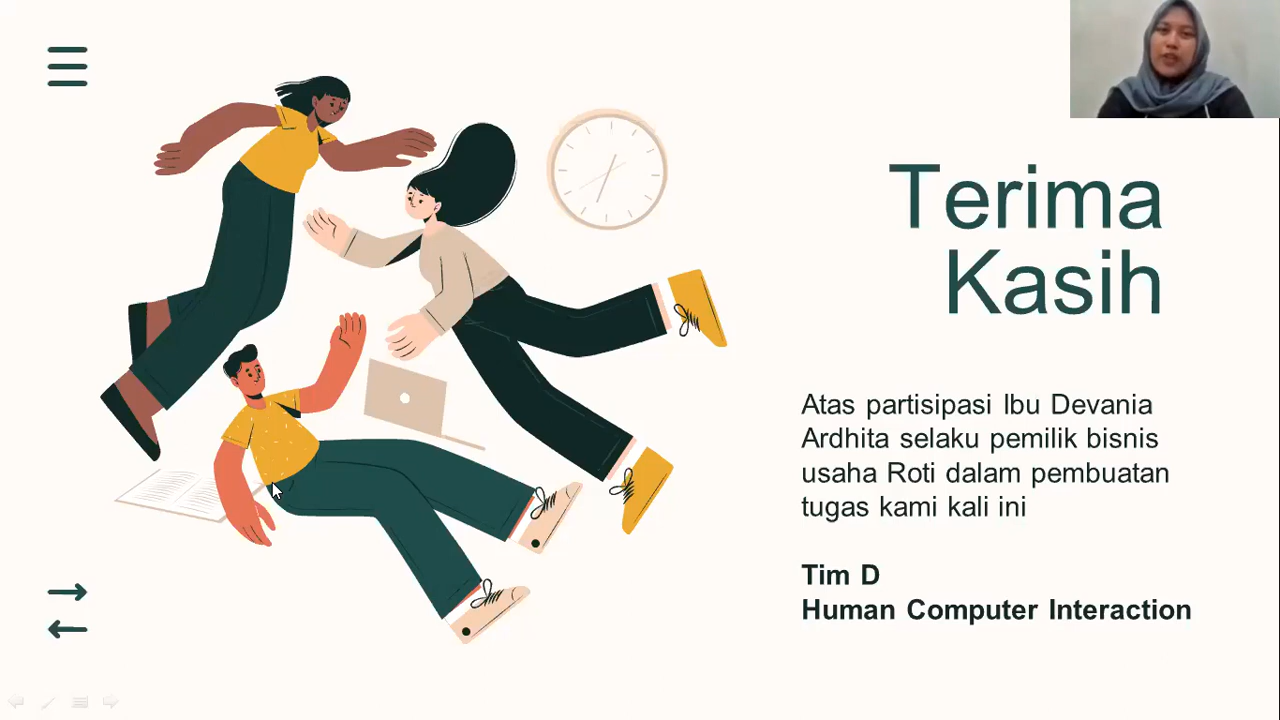 Terima
Kasih
Atas partisipasi Ibu Devania
Ardhita selaku pemilik bisnis
usaha Roti dalam pembuatan
tugas kami kali ini
Tim D
Human Computer Interaction